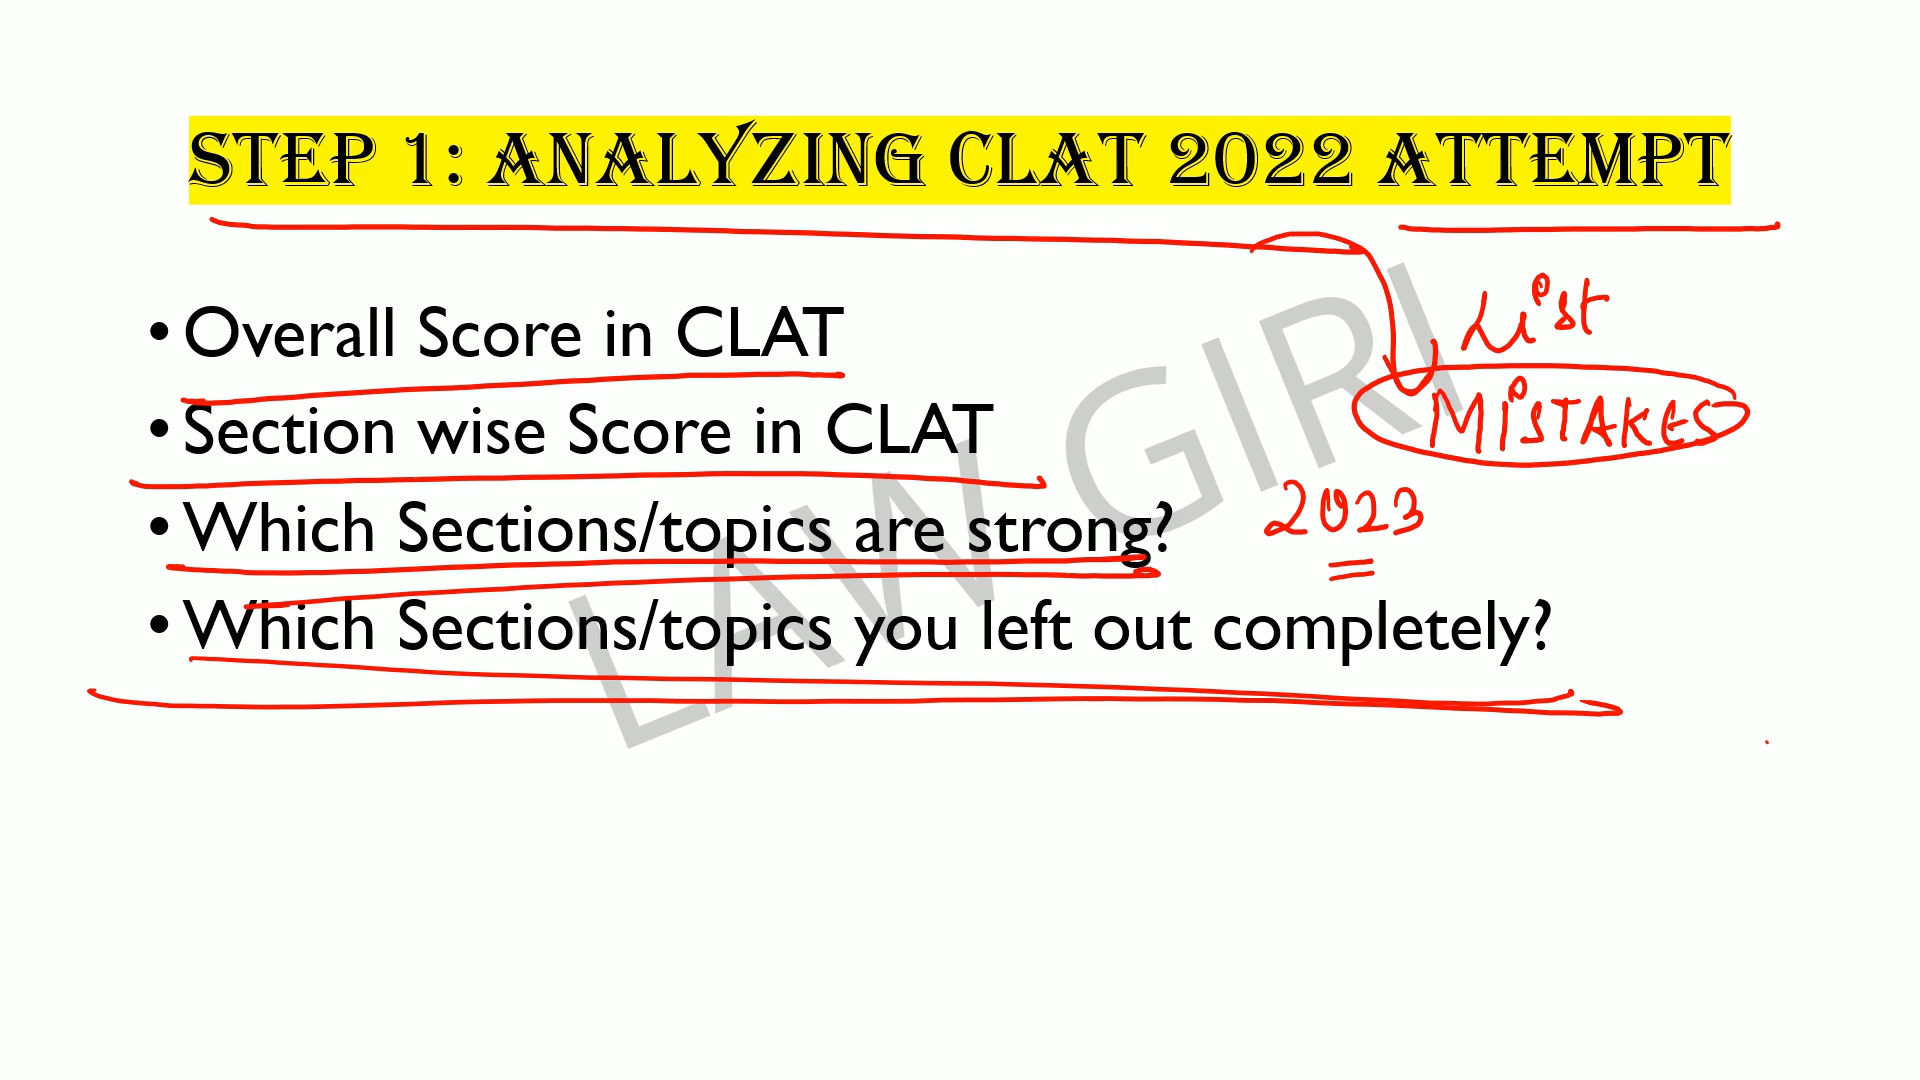 STEP 1: ANALYZING CLAT 2022 ATTEMPT
• Overall Score in CLAT
• Section wise Score in CLAT
• Which Sections/topics are strong?
• Which Sections/topics you left out completely?
List
MISTAKES
2023
LAW GIRI